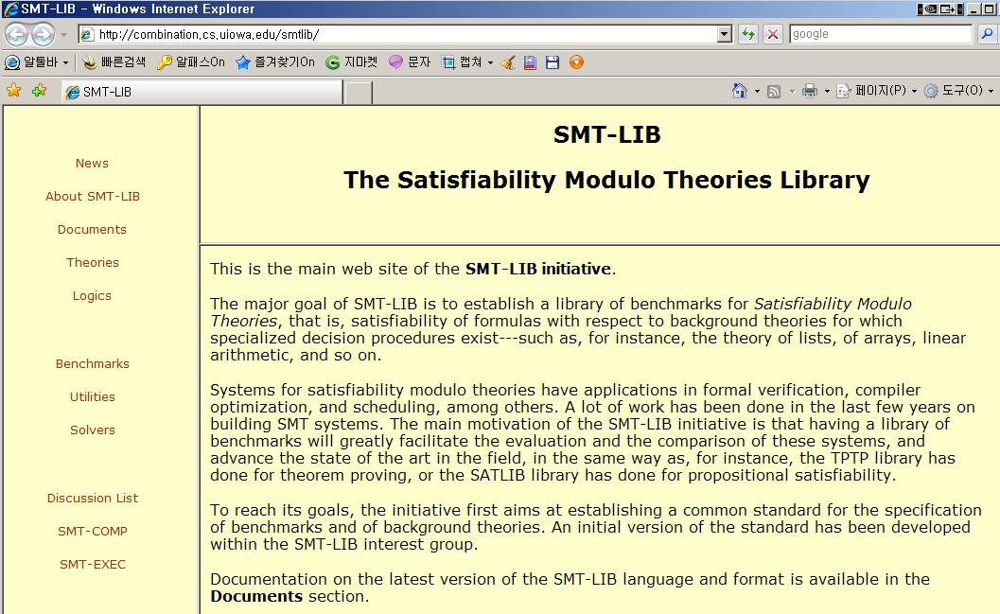 SMT-LIB - Windows Internet Explorer
http://combination.cs.uiowa.edu/smtlib/
google
알툴바 빠른검색 알패스On 즐겨찾기On 지마켓 문자 캡쳐
SMT-LIB
페이지(P) 도구(O)
News
About SMT-LIB
Documents
Theories
Logics
Benchmarks
Utilities
Solvers
Discussion List
SMT-COMP
SMT-EXEC
SMT-LIB
The Satisfiability Modulo Theories Library
This is the main web site of the SMT-LIB initiative.
The major goal of SMT-LIB is to establish a library of benchmarks for Satisfiability Modulo
Theories, that is, satisfiability of formulas with respect to background theories for which
specialized decision procedures exist---such as, for instance, the theory of lists, of arrays, linear
arithmetic, and so on.
Systems for satisfiability modulo theories have applications in formal verification, compiler
optimization, and scheduling, among others. A lot of work has been done in the last few years on
building SMT systems. The main motivation of the SMT-LIB initiative is that having a library of
benchmarks will greatly facilitate the evaluation and the comparison of these systems, and
advance the state of the art in the field, in the same way as, for instance, the TPTP library has
done for theorem proving, or the SATLIB library has done for propositional satisfiability.
To reach its goals, the initiative first aims at establishing a common standard for the specification
of benchmarks and of background theories. An initial version of the standard has been developed
within the SMT-LIB interest group.
Documentation on the latest version of the SMT-LIB language and format is available in the
Documents section.